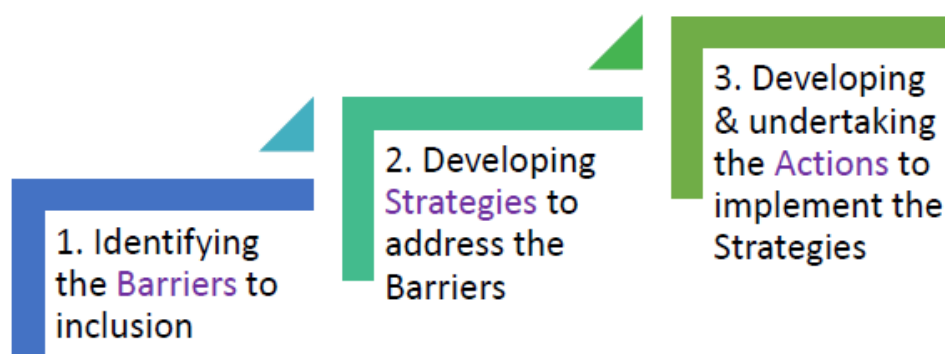 1. Identifying
the Barriers to
inclusion
2. Developing
Strategies to
address the
Barriers
3. Developing
& undertaking
the Actions to
implement the
Strategies